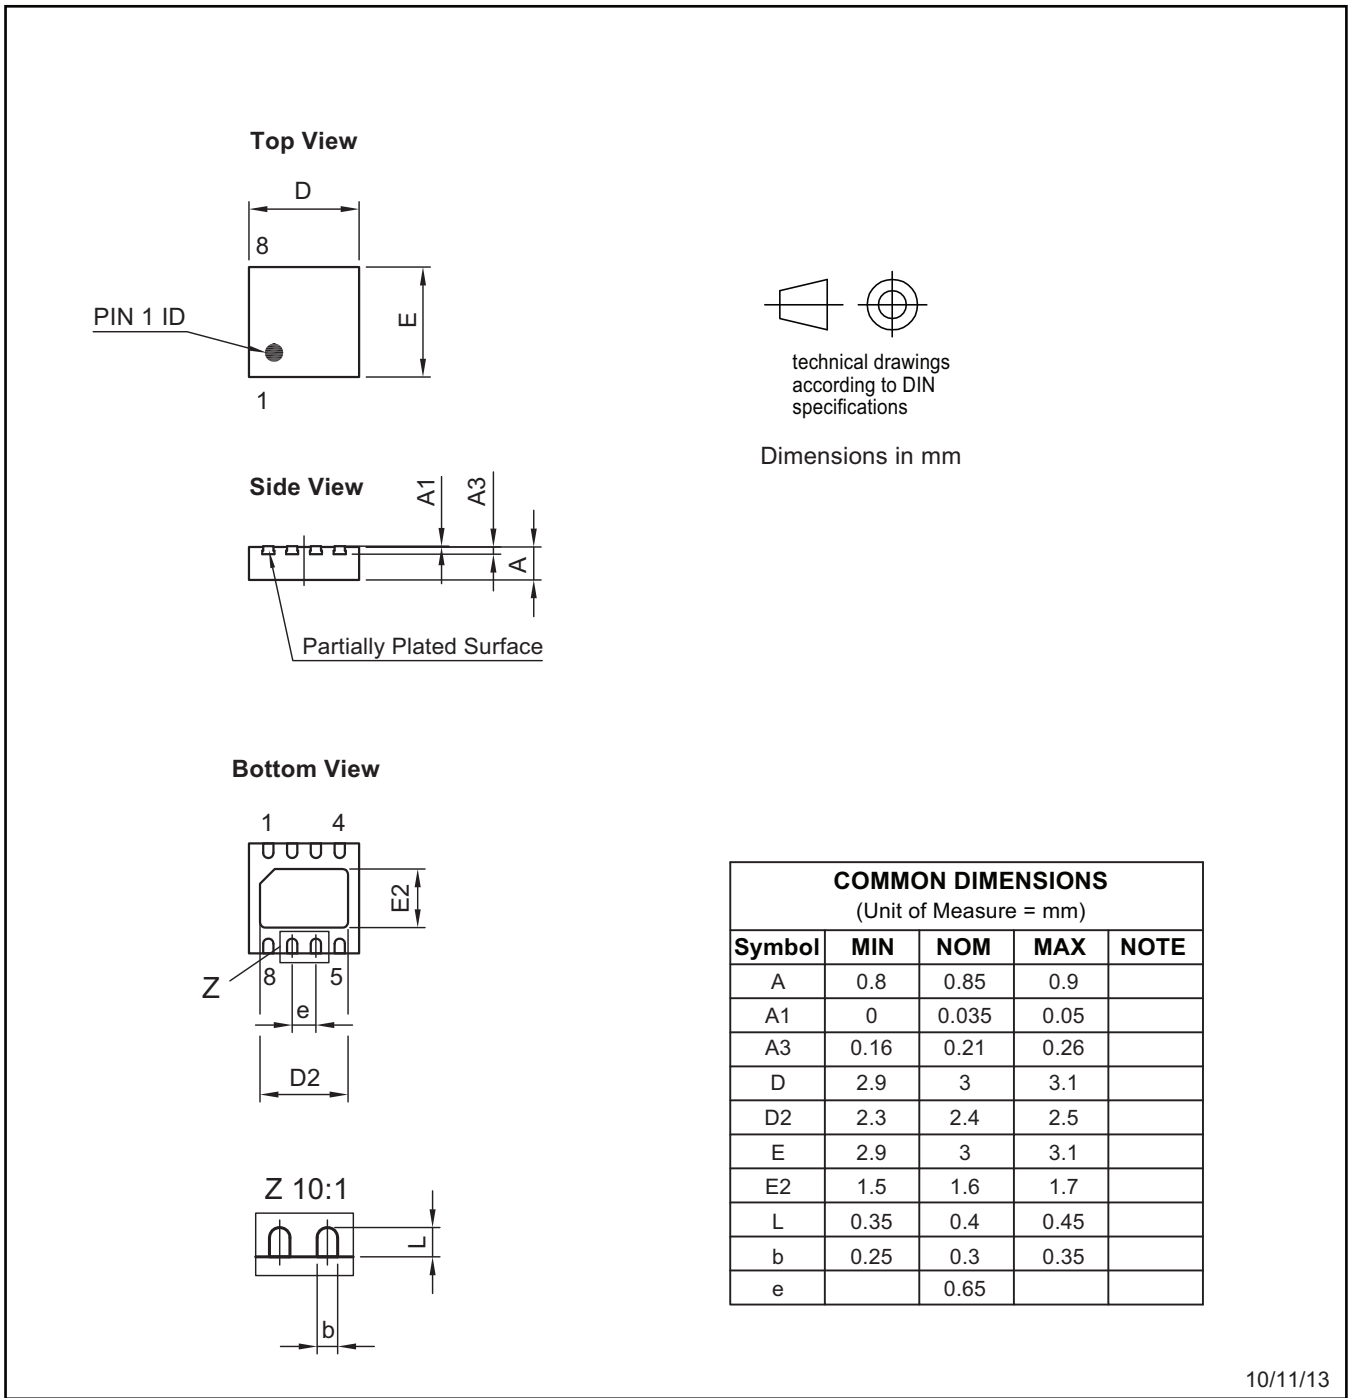 Top View
D
8
PIN 1 ID
E
1
technical drawings
according to DIN
specifications
Dimensions in mm
Side View
A1
A3
A
Partially Plated Surface
Bottom View
1 4
E2
8 5
Z
e
D2
Z 10:1
L
b
COMMON DIMENSIONS
(Unit of Measure = mm)
Symbol MIN NOM MAX NOTE
A 0.8 0.85 0.9
A1 0 0.035 0.05
A3 0.16 0.21 0.26
D 2.9 3 3.1
D2 2.3 2.4 2.5
E 2.9 3 3.1
E2 1.5 1.6 1.7
L 0.35 0.4 0.45
b 0.25 0.3 0.35
e 0.65
10/11/13